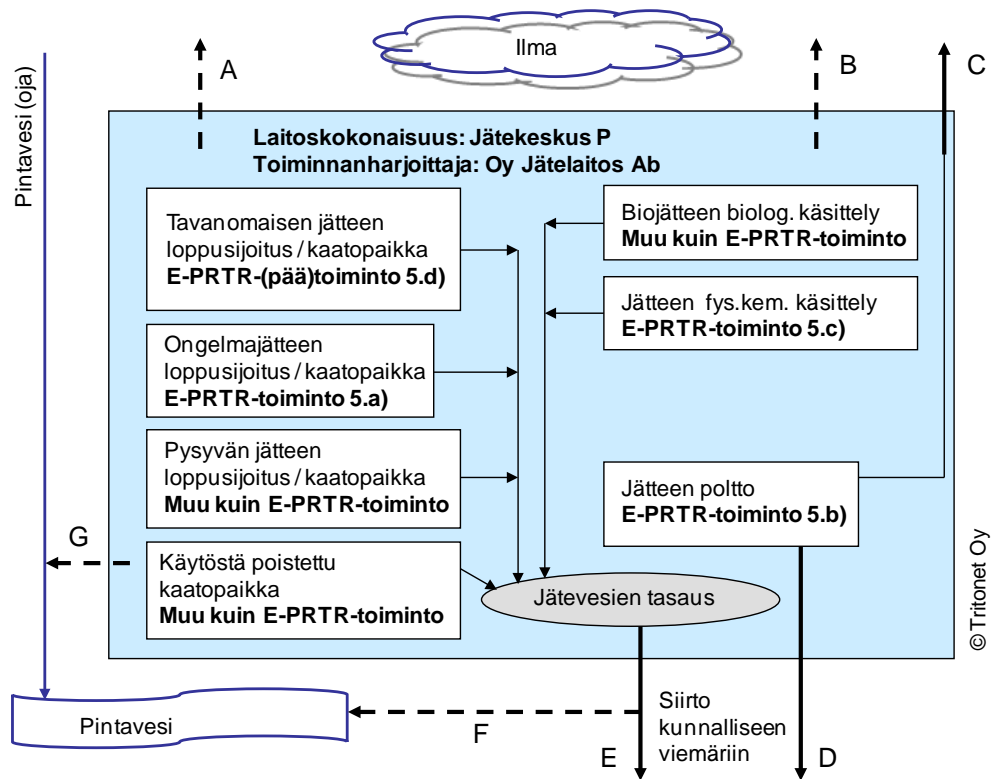 Ilma
A
B
C
Pintavesi (oja)
Laitoskokonaisuus: Jätekeskus P
Toiminnanharjoittaja: Oy Jätelaitos Ab
Tavanomaisen jätteen
loppusijoitus / kaatopaikka
E-PRTR-(pää)toiminto 5.d)
Biojätteen biolog. käsittely
Muu kuin E-PRTR-toiminto
Jätteen fys.kem. käsittely
E-PRTR-toiminto 5.c)
Ongelmajätteen
loppusijoitus / kaatopaikka
E-PRTR-toiminto 5.a)
Pysyvän jätteen
loppusijoitus / kaatopaikka
Muu kuin E-PRTR-toiminto
Jätteen poltto
E-PRTR-toiminto 5.b)
G
Käytöstä poistettu
kaatopaikka
Muu kuin E-PRTR-toiminto
Jätevesien tasaus
©Tritonet Oy
Pintavesi
F
E
Siirto
kunnalliseen
viemäriin
D